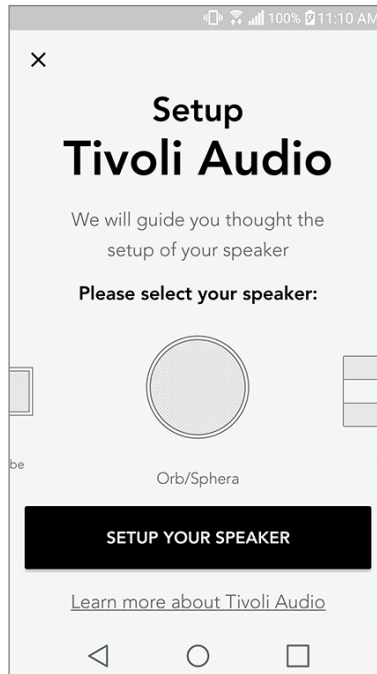 100% 11:10 AM
Setup
Tivoli Audio
We will guide you thought the
setup of your speaker
Please select your speaker:
be
Orb/Sphera
SETUP YOUR SPEAKER
Learn more about Tivoli Audio